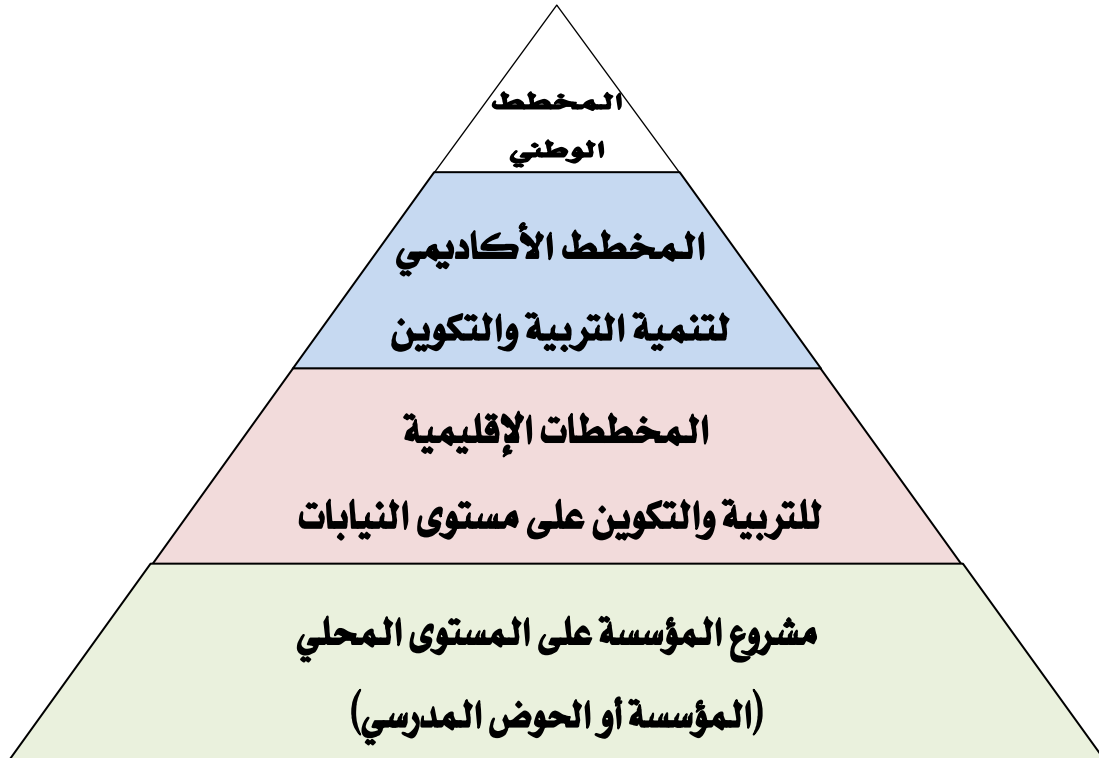 المخطط
الوطني
المخطط الأكاديمي
لتنمية التربية والتكوين
المخططات الإقليمية
للتربية والتكوين على مستوى النيابات
مشروع المؤسسة على المستوى المحلي
(المؤسسة أو الحوض المدرسي)